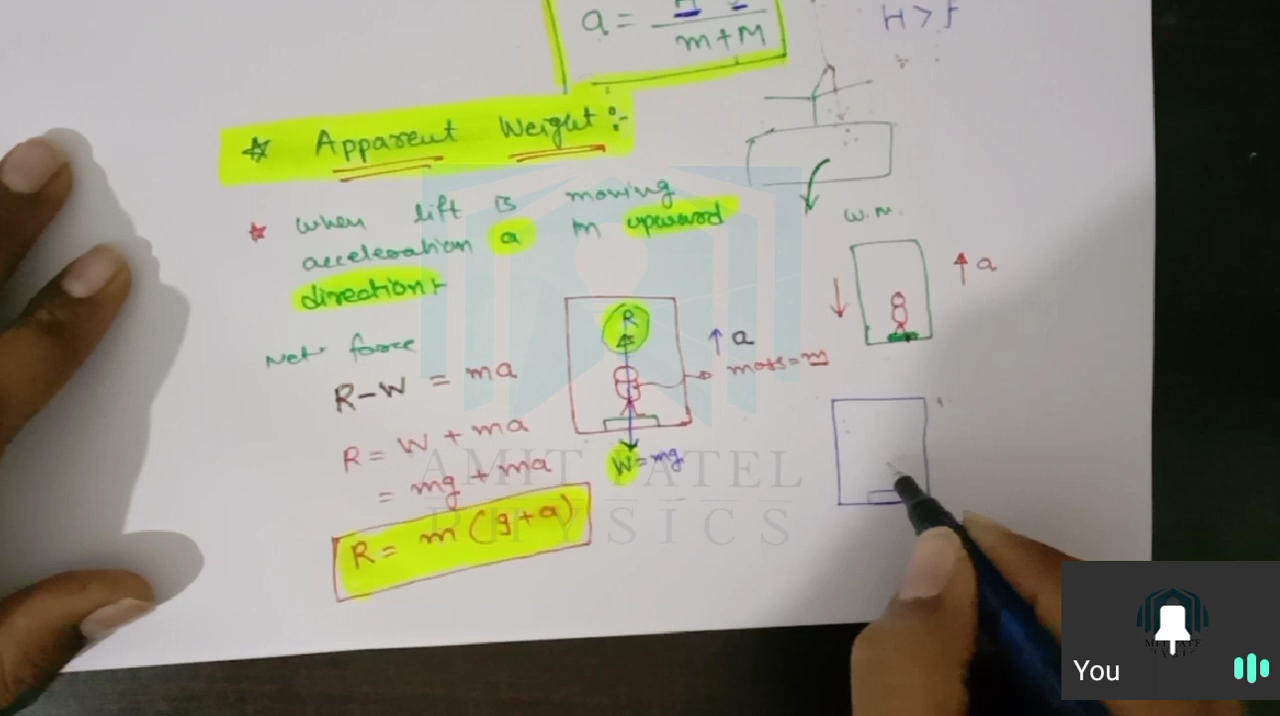 a =
m+M
☆ Apparent Weight:-
* When lift is moving
acceleration a in upward
direction
Net force
R-W = ma
R = W + ma
= mg + ma
R = m (g+a)
R
↑ a
mass = m
W=mg
↓
↑ a
AMIT PATEL
PHYSICS
You